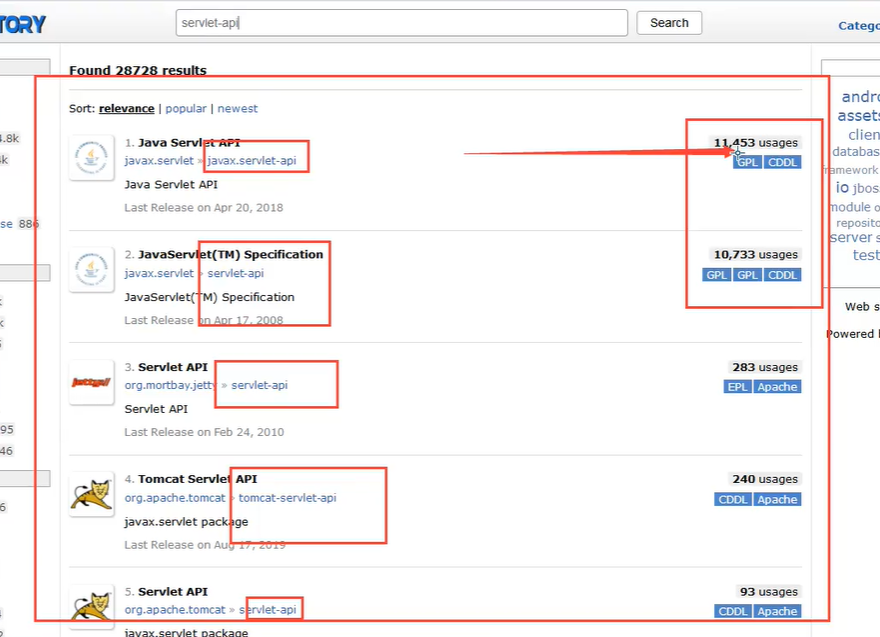 TORY
servlet-api
Search
Catego
Found 28728 results
Sort: relevance | popular | newest
1. Java Servlet API
11,453 usages
javax.servlet » javax.servlet-api
GPL CDDL
Java Servlet API
Last Release on Apr 20, 2018
2. JavaServlet(TM) Specification
10,733 usages
javax.servlet » servlet-api
GPL GPL CDDL
JavaServlet(TM) Specification
Last Release on Apr 17, 2008
3. Servlet API
283 usages
org.mortbay.jetty » servlet-api
EPL Apache
Servlet API
Last Release on Feb 24, 2010
4. Tomcat Servlet API
240 usages
org.apache.tomcat » tomcat-servlet-api
CDDL Apache
javax.servlet package
Last Release on Aug 17, 2019
5. Servlet API
93 usages
org.apache.tomcat » servlet-api
CDDL Apache
javax.servlet package
4.8k
4k
se 886
95
46
andro
assets
clien
databas
framework
io jbos
module o
reposito
server s
test
Web s
Powered